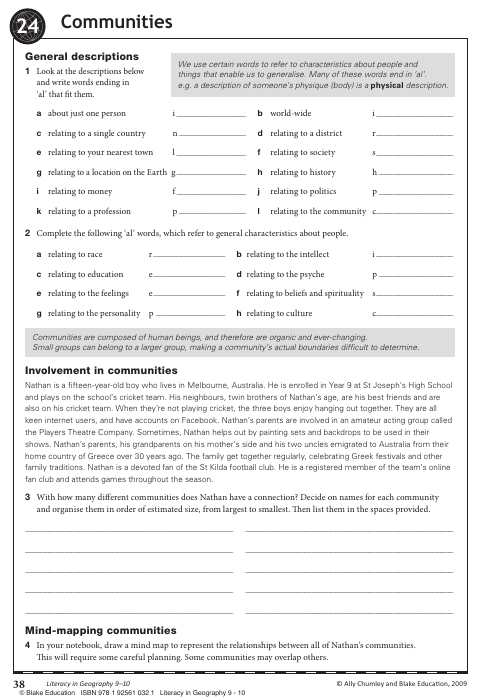 24 Communities
General descriptions
1 Look at the descriptions below
and write words ending in
'al' that fit them.
We use certain words to refer to characteristics about people and
things that enable us to generalise. Many of these words end in 'al'.
e.g. a description of someone's physique (body) is a physical description.
a about just one person i
b world-wide i
c relating to a single country n
d relating to a district r
e relating to your nearest town l
f relating to society s
g relating to a location on the Earth g
h relating to history h
i relating to money f
j relating to politics p
k relating to a profession p
l relating to the community c
2 Complete the following 'al' words, which refer to general characteristics about people.
a relating to race r
b relating to the intellect i
c relating to education e
d relating to the psyche p
e relating to the feelings e
f relating to beliefs and spirituality s
g relating to the personality p
h relating to culture c
Communities are composed of human beings, and therefore are organic and ever-changing.
Small groups can belong to a larger group, making a community's actual boundaries difficult to determine.
Involvement in communities
Nathan is a fifteen-year-old boy who lives in Melbourne, Australia. He is enrolled in Year 9 at St Joseph's High School
and plays on the school's cricket team. His neighbours, twin brothers of Nathan's age, are his best friends and are
also on his cricket team. When they're not playing cricket, the three boys enjoy hanging out together. They are all
keen internet users, and have accounts on Facebook. Nathan's parents are involved in an amateur acting group called
the Players Theatre Company. Sometimes, Nathan helps out by painting sets and backdrops to be used in their
shows. Nathan's parents, his grandparents on his mother's side and his two uncles emigrated to Australia from their
home country of Greece over 30 years ago. The family get together regularly, celebrating Greek festivals and other
family traditions. Nathan is a devoted fan of the St Kilda football club. He is a registered member of the team's online
fan club and attends games throughout the season.
3 With how many different communities does Nathan have a connection? Decide on names for each community
and organise them in order of estimated size, from largest to smallest. Then list them in the spaces provided.
Mind-mapping communities
4 In your notebook, draw a mind map to represent the relationships between all of Nathan's communities.
This will require some careful planning. Some communities may overlap others.
38 Literacy in Geography 9–10 © Ally Chumley and Blake Education, 2009
© Blake Education ISBN 978 1 92561 032 1 Literacy in Geography 9 - 10